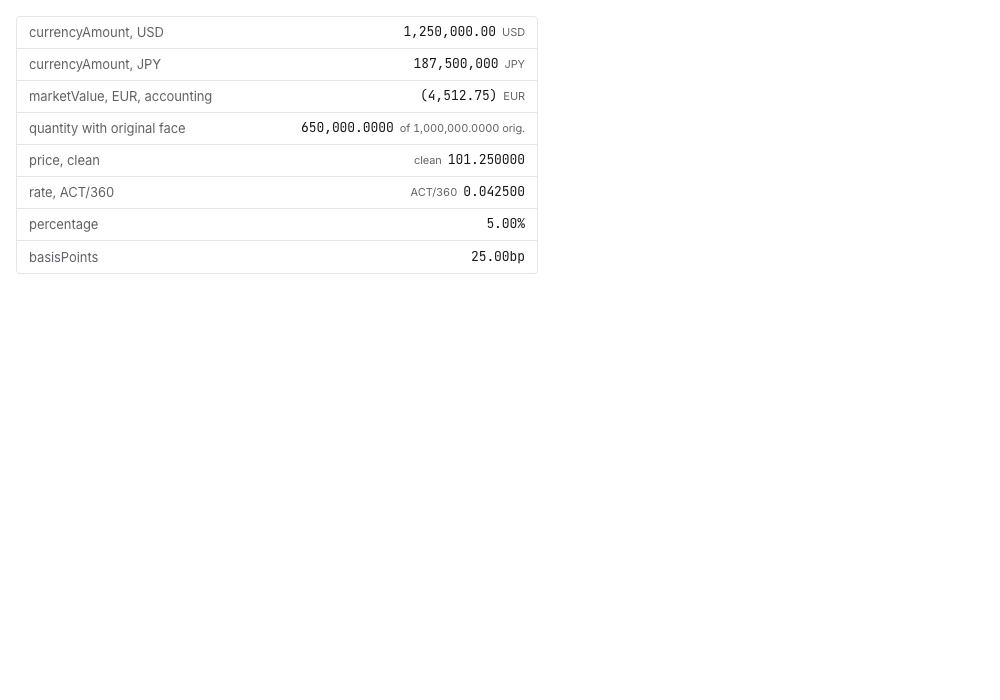 currencyAmount, USD 1,250,000.00 USD
currencyAmount, JPY 187,500,000 JPY
marketValue, EUR, accounting (4,512.75) EUR
quantity with original face 650,000.0000 of 1,000,000.0000 orig.
price, clean clean 101.250000
rate, ACT/360 ACT/360 0.042500
percentage 5.00%
basisPoints 25.00bp